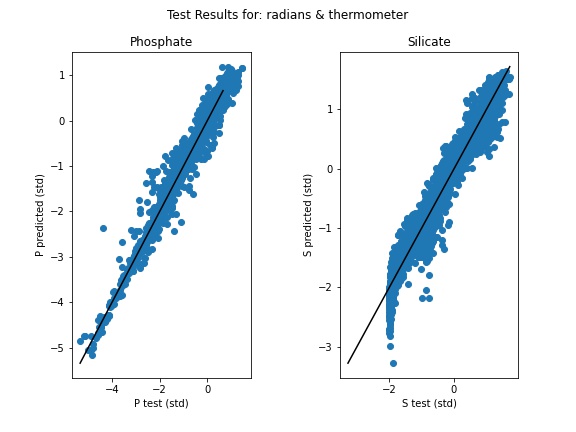 Test Results for: radians & thermometer
Phosphate
1
0
−1
−2
−3
−4
−5
P predicted (std)
−4 −2 0
P test (std)
Silicate
1
0
−1
−2
−3
S predicted (std)
−2 0
S test (std)